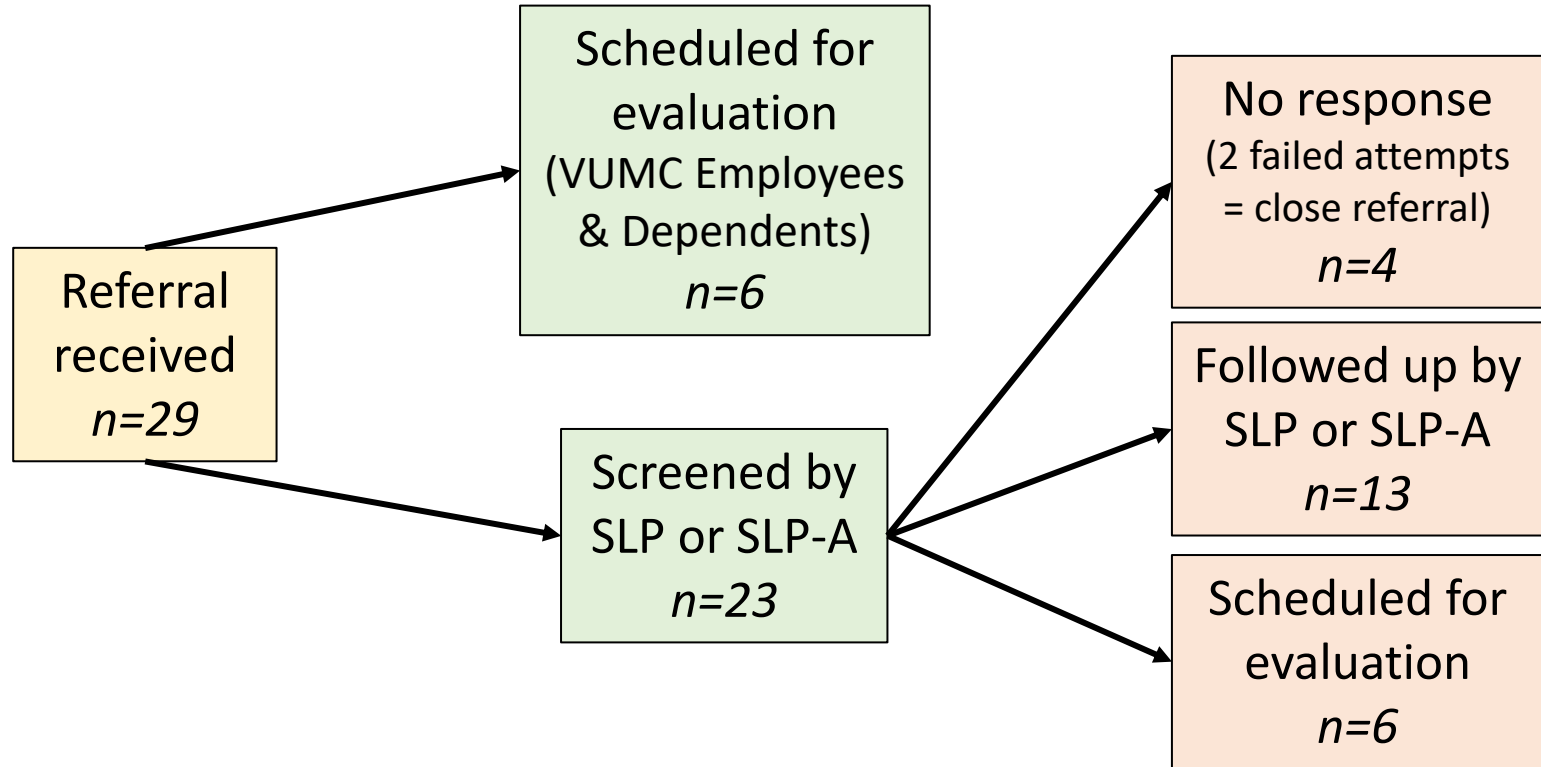 Referral
received
n=29
Scheduled for
evaluation
(VUMC Employees
& Dependents)
n=6
Screened by
SLP or SLP-A
n=23
No response
(2 failed attempts
= close referral)
n=4
Followed up by
SLP or SLP-A
n=13
Scheduled for
evaluation
n=6